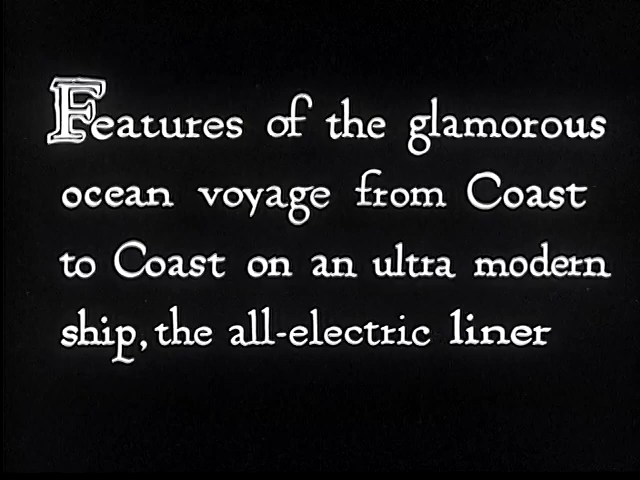 Features of the glamorous
ocean voyage from Coast
to Coast on an ultra modern
ship, the all-electric liner